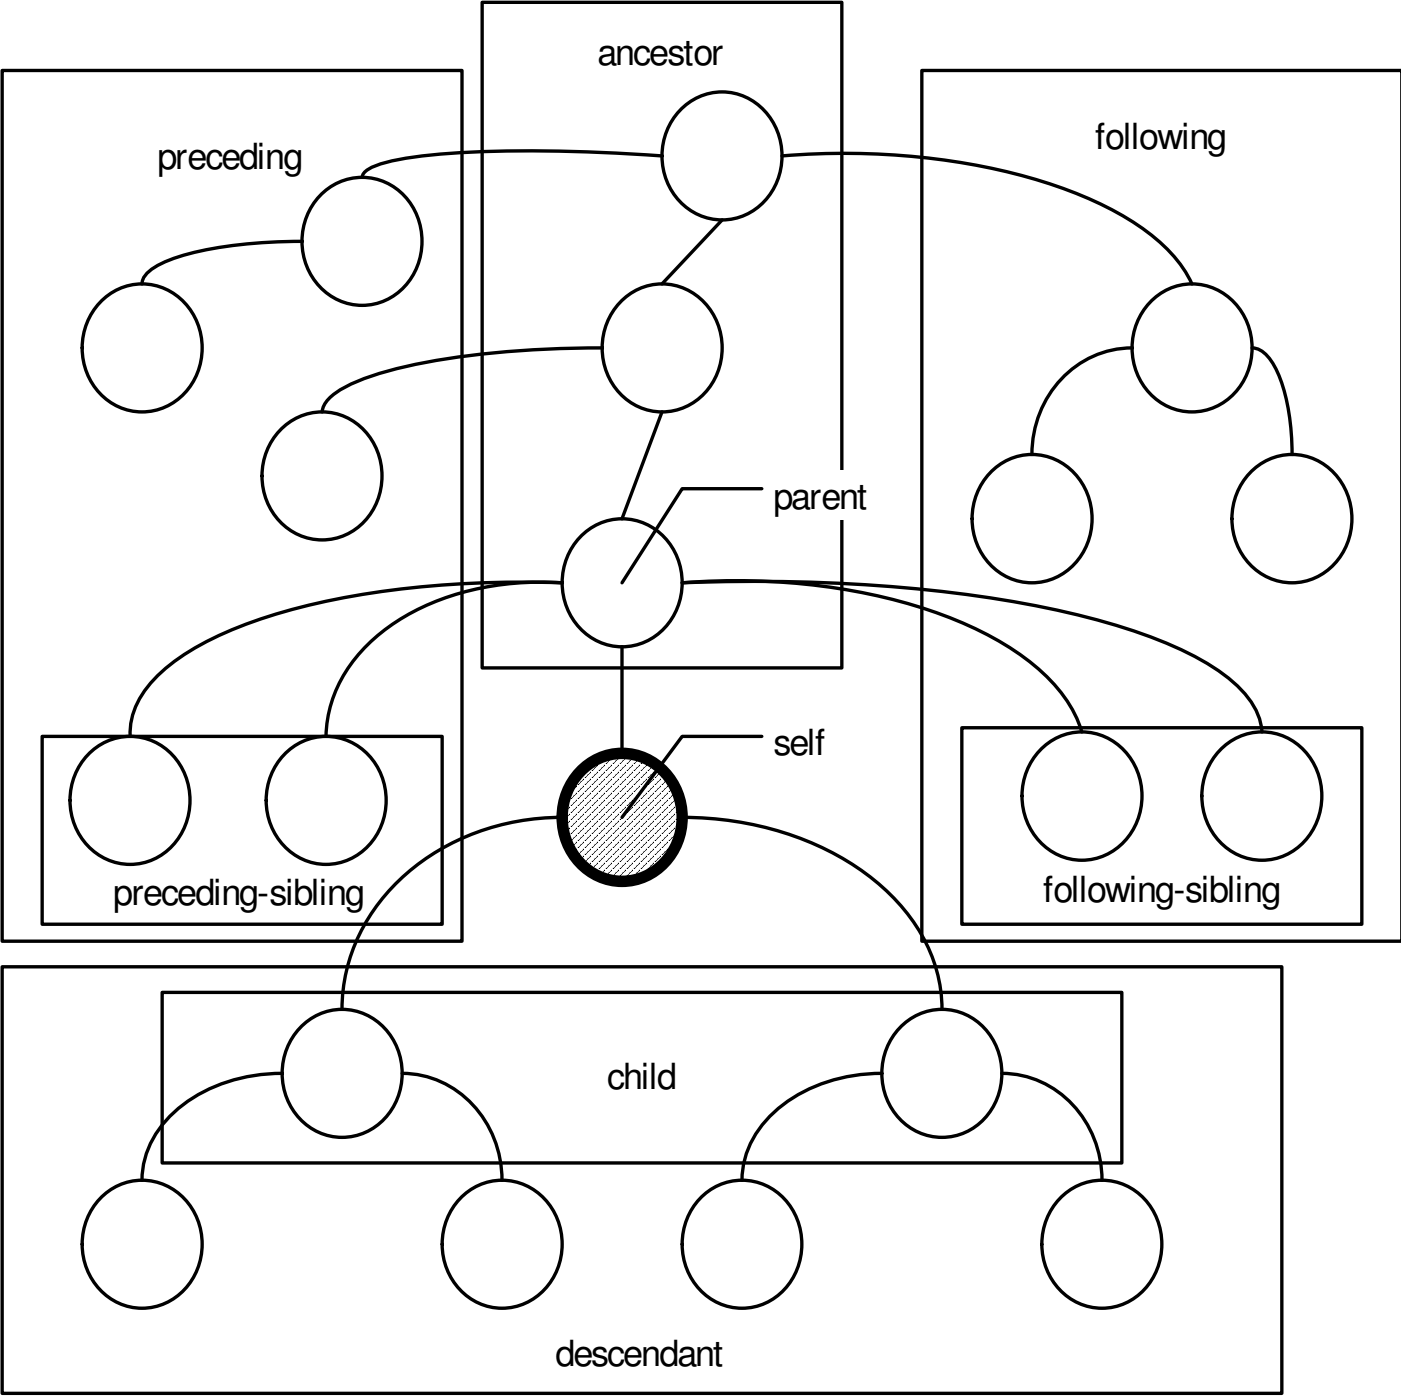 ancestor
preceding
following
parent
self
preceding-sibling
following-sibling
child
descendant